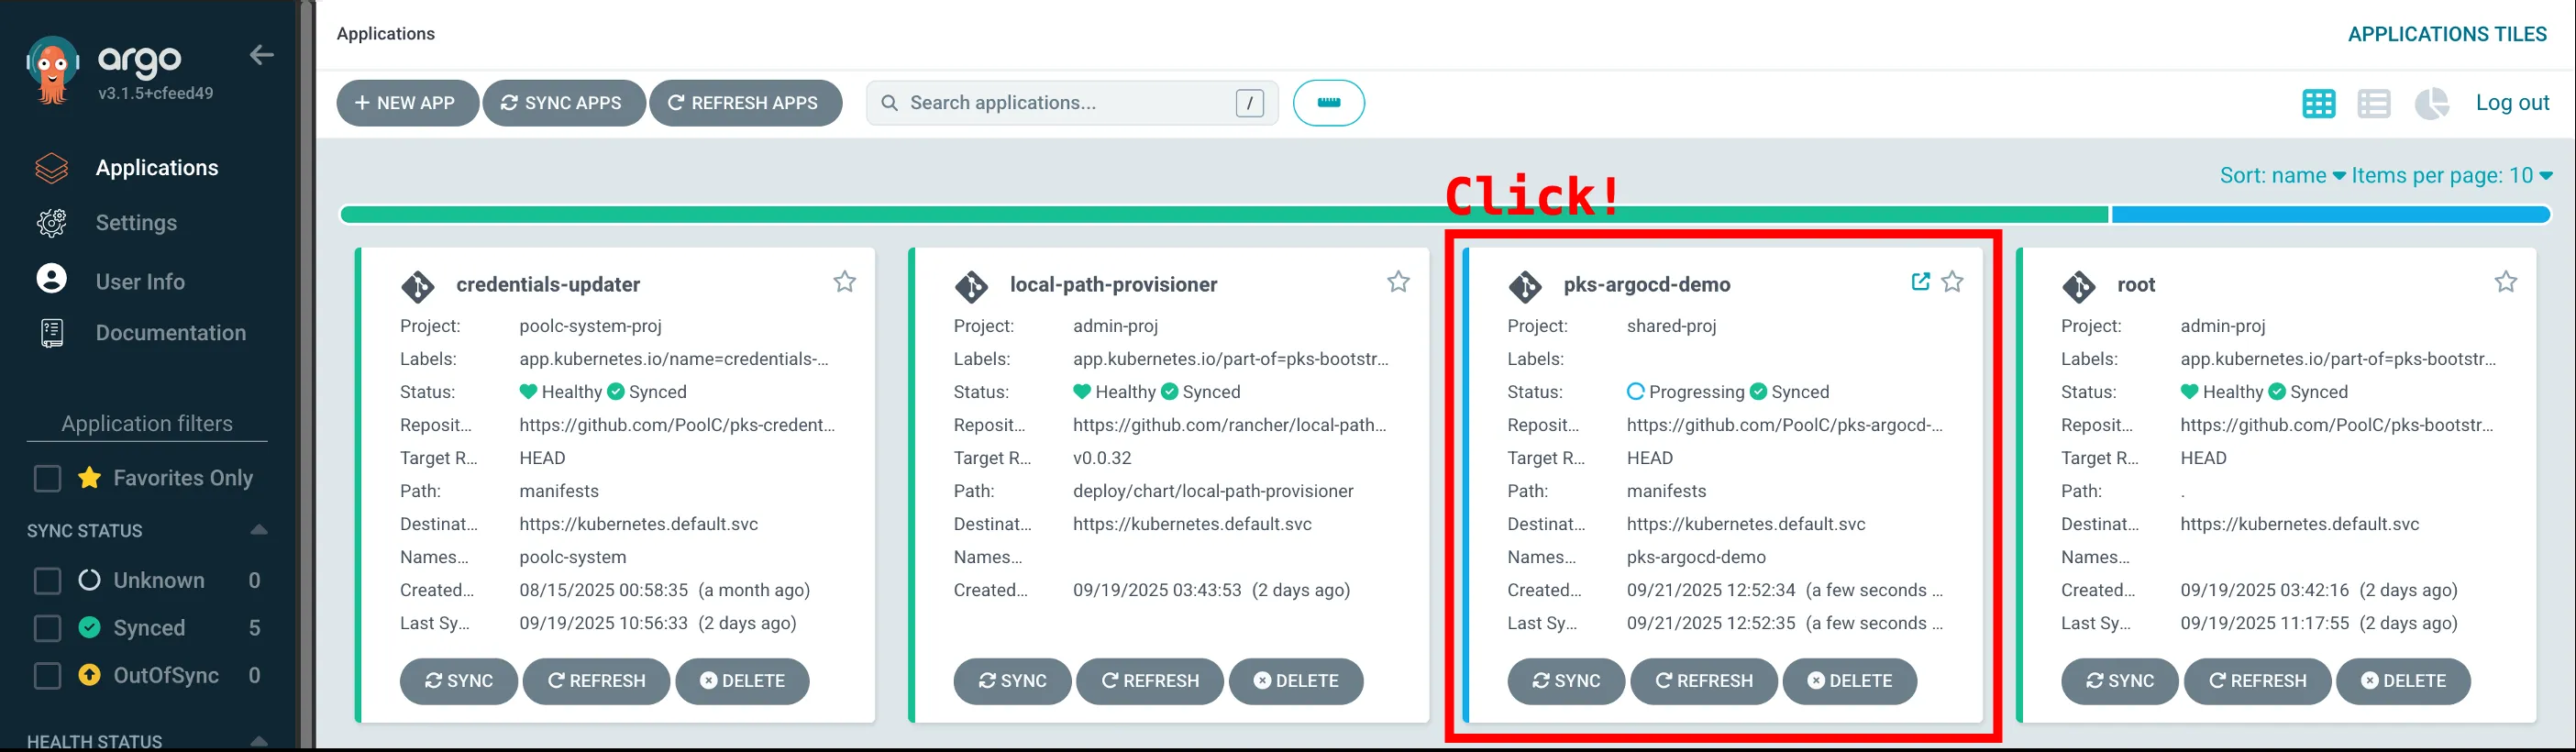 argo
v3.1.5+cfeed49
Applications
Settings
User Info
Documentation
Application filters
Favorites Only
SYNC STATUS
Unknown 0
Synced 5
OutOfSync 0
HEALTH STATUS
Applications
APPLICATIONS TILES
+ NEW APP SYNC APPS REFRESH APPS Search applications... / Log out
Sort: name Items per page: 10
Click!
credentials-updater
Project: poolc-system-proj
Labels: app.kubernetes.io/name=credentials-...
Status: Healthy Synced
Reposit... https://github.com/PoolC/pks-credent...
Target R... HEAD
Path: manifests
Destinat... https://kubernetes.default.svc
Names... poolc-system
Created... 08/15/2025 00:58:35 (a month ago)
Last Sy... 09/19/2025 10:56:33 (2 days ago)
SYNC REFRESH DELETE
local-path-provisioner
Project: admin-proj
Labels: app.kubernetes.io/part-of=pks-bootstr...
Status: Healthy Synced
Reposit... https://github.com/rancher/local-path...
Target R... v0.0.32
Path: deploy/chart/local-path-provisioner
Destinat... https://kubernetes.default.svc
Names...
Created... 09/19/2025 03:43:53 (2 days ago)
SYNC REFRESH DELETE
pks-argocd-demo
Project: shared-proj
Labels:
Status: Progressing Synced
Reposit... https://github.com/PoolC/pks-argocd-...
Target R... HEAD
Path: manifests
Destinat... https://kubernetes.default.svc
Names... pks-argocd-demo
Created... 09/21/2025 12:52:34 (a few seconds ...
Last Sy... 09/21/2025 12:52:35 (a few seconds ...
SYNC REFRESH DELETE
root
Project: admin-proj
Labels: app.kubernetes.io/part-of=pks-bootstr...
Status: Healthy Synced
Reposit... https://github.com/PoolC/pks-bootstr...
Target R... HEAD
Path: .
Destinat... https://kubernetes.default.svc
Names...
Created... 09/19/2025 03:42:16 (2 days ago)
Last Sy... 09/19/2025 11:17:55 (2 days ago)
SYNC REFRESH DELETE